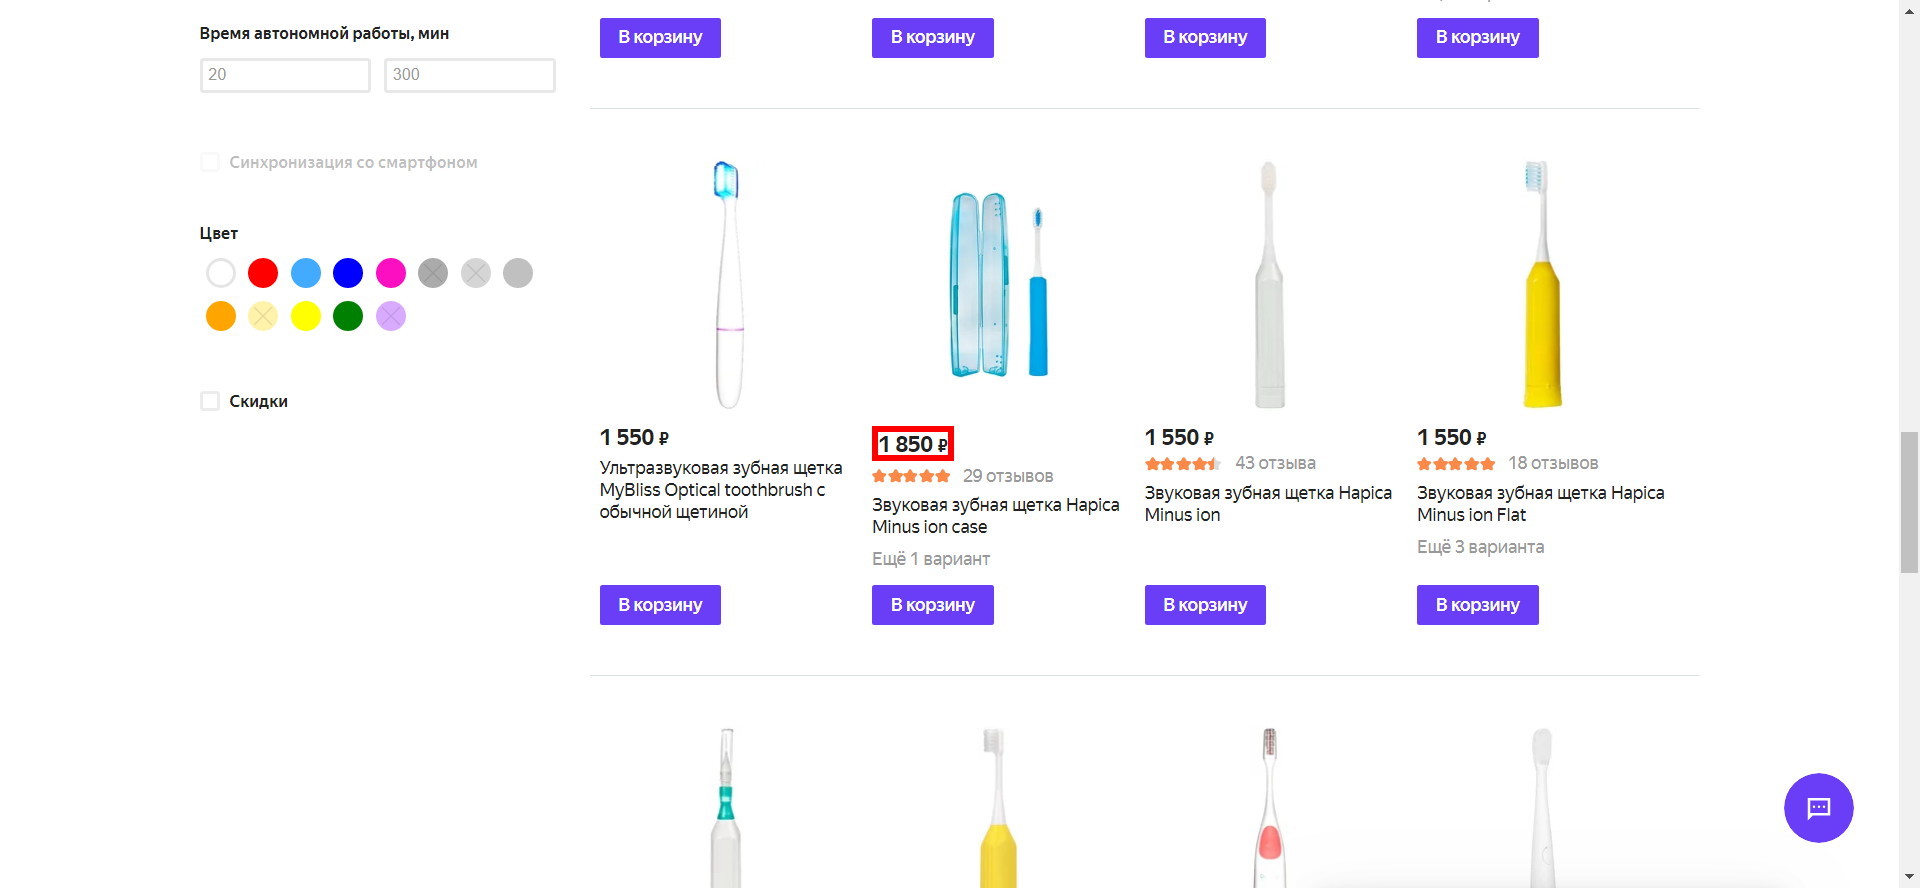 В корзину
В корзину
В корзину
В корзину
Время автономной работы, мин
20
300
Синхронизация со смартфоном
Цвет
Скидки
1 550 ₽
Ультразвуковая зубная щетка
MyBliss Optical toothbrush с
обычной щетиной
В корзину
1 850 ₽
29 отзывов
Звуковая зубная щетка Hapica
Minus ion case
Ещё 1 вариант
В корзину
1 550 ₽
43 отзыва
Звуковая зубная щетка Hapica
Minus ion
В корзину
1 550 ₽
18 отзывов
Звуковая зубная щетка Hapica
Minus ion Flat
Ещё 3 варианта
В корзину